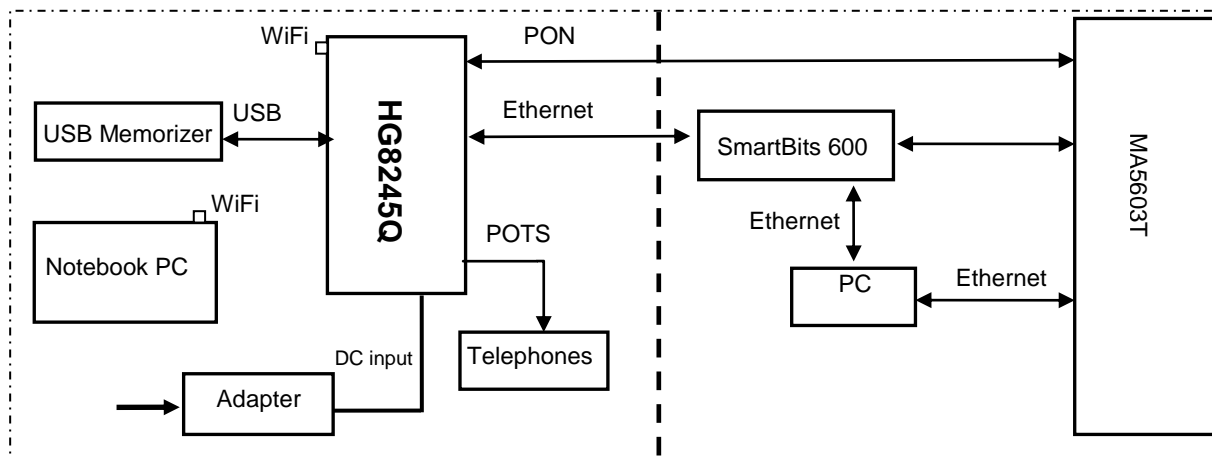 WiFi
PON
HG8245Q
USB
USB Memorizer
Ethernet
SmartBits 600
MA5603T
WiFi
Notebook PC
POTS
Ethernet
PC
Ethernet
Telephones
DC input
Adapter